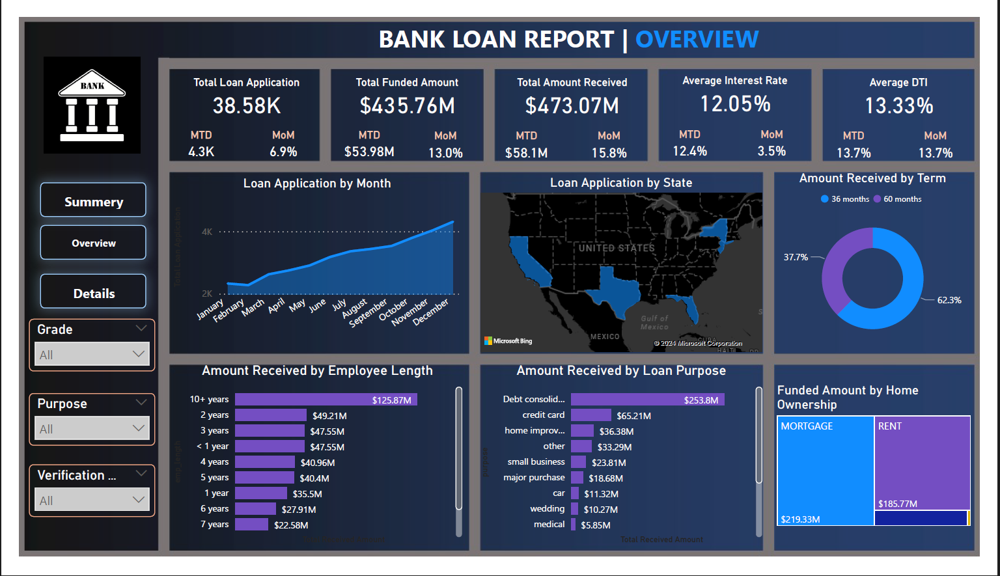 BANK LOAN REPORT | OVERVIEW
BANK
Total Loan Application
38.58K
MTD MoM
4.3K 6.9%
Total Funded Amount
$435.76M
MTD MoM
$53.98M 13.0%
Total Amount Received
$473.07M
MTD MoM
$58.1M 15.8%
Average Interest Rate
12.05%
MTD MoM
12.4% 3.5%
Average DTI
13.33%
MTD MoM
13.7% 13.7%
Summery
Overview
Details
Grade
All
Purpose
All
Verification ...
All
Loan Application by Month
Total Loan Application
4K
2K
January
February
March
April
May
June
July
August
September
October
November
December
Loan Application by State
UNITED STATES
Gulf of
Mexico
MEXICO
CUBA
HAITI
Microsoft Bing
© 2024 Microsoft Corporation
Amount Received by Term
36 months 60 months
37.7%
62.3%
Amount Received by Employee Length
emp_length
10+ years $125.87M
2 years $49.21M
3 years $47.55M
< 1 year $47.55M
4 years $40.96M
5 years $40.4M
1 year $35.5M
6 years $27.91M
7 years $22.58M
Amount Received by Loan Purpose
purpose
Debt consolid... $253.8M
credit card $65.21M
home improv... $36.38M
other $33.29M
small business $23.81M
major purchase $18.68M
car $11.32M
wedding $10.27M
medical $5.85M
Total Received Amount
Funded Amount by Home
Ownership
MORTGAGE
$219.33M
RENT
$185.77M